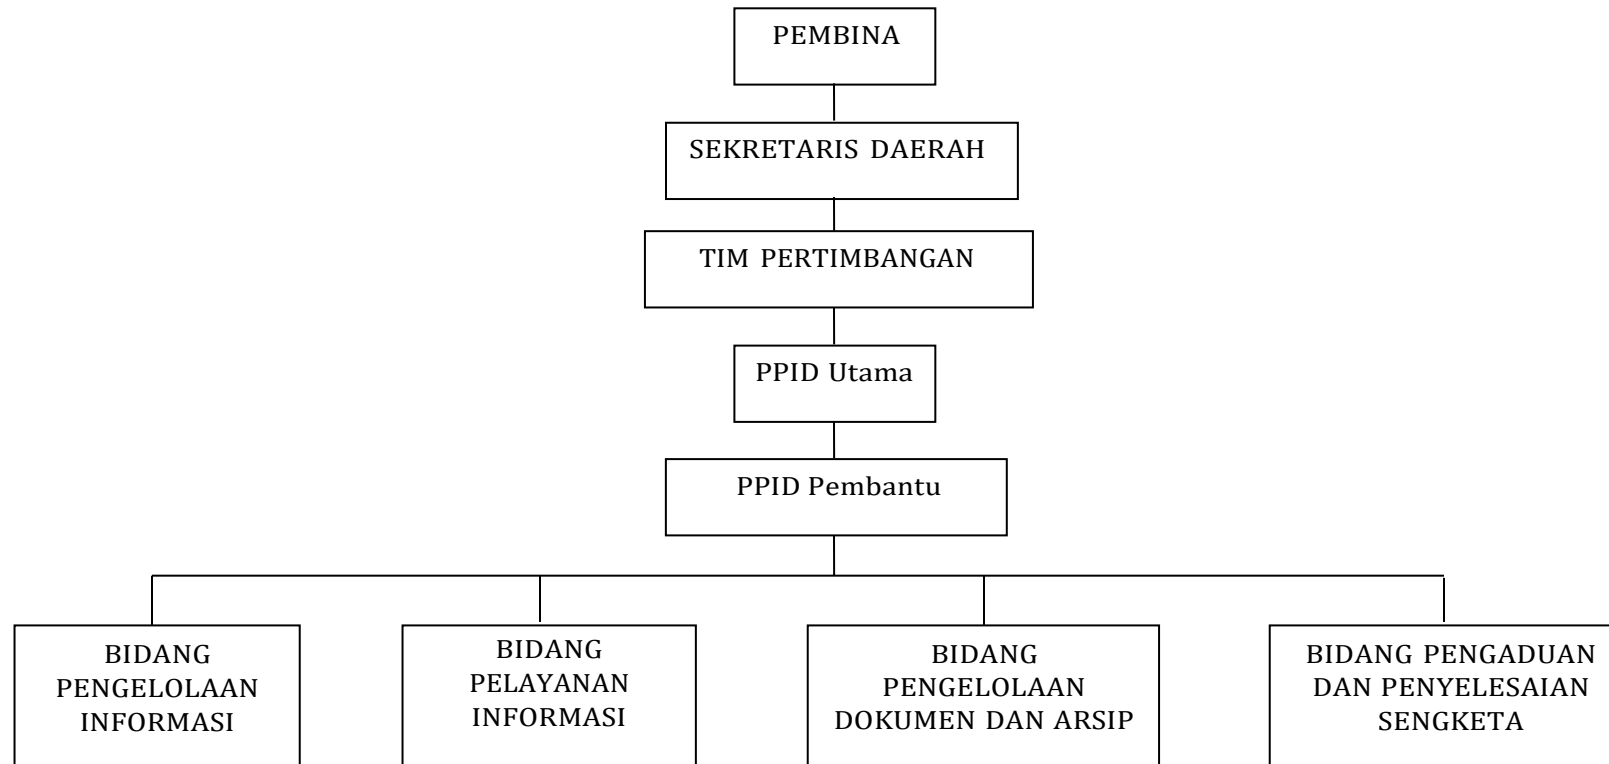 PEMBINA
SEKRETARIS DAERAH
TIM PERTIMBANGAN
PPID Utama
PPID Pembantu
BIDANG
PENGELOLAAN
INFORMASI
BIDANG
PELAYANAN
INFORMASI
BIDANG
PENGELOLAAN
DOKUMEN DAN ARSIP
BIDANG PENGADUAN
DAN PENYELESAIAN
SENGKETA